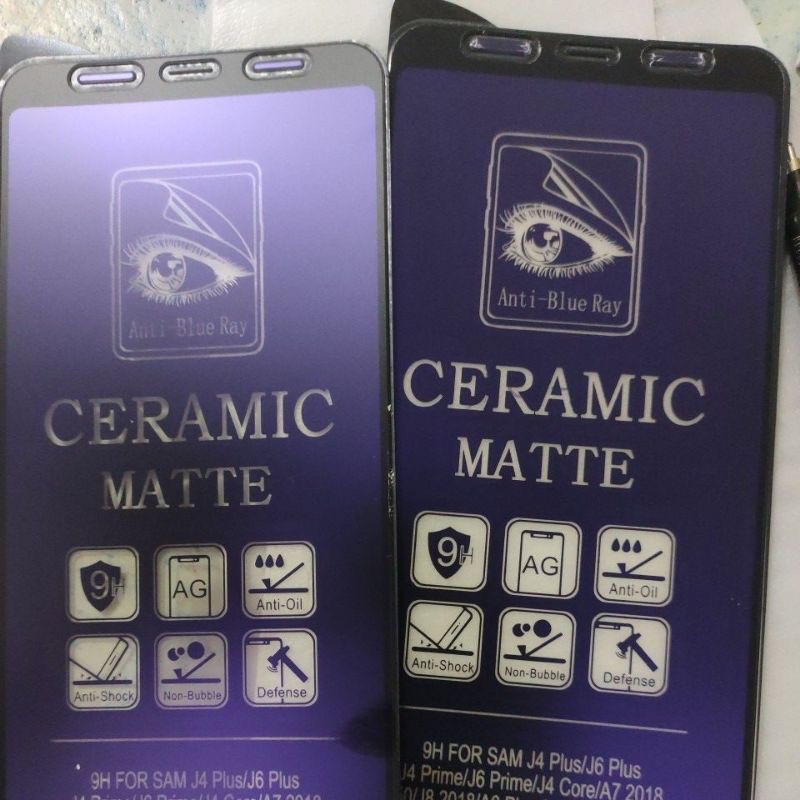 Anti-Blue Ray
CERAMIC
MATTE
9H
AG
Anti-Oil
Anti-Shock
Non-Bubble
Defense
9H FOR SAM J4 Plus/J6 Plus
Anti-Blue Ray
CERAMIC
MATTE
9H
AG
Anti-Oil
Anti-Shock
Non-Bubble
Defense
9H FOR SAM J4 Plus/J6 Plus
J4 Prime/J6 Prime/J4 Core/A7 2018